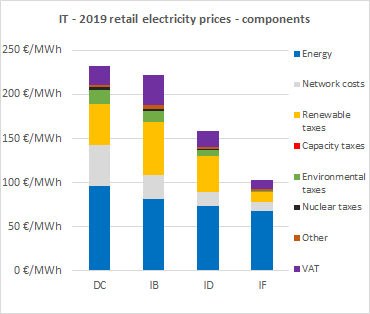 IT - 2019 retail electricity prices - components
250 €/MWh
200 €/MWh
150 €/MWh
100 €/MWh
50 €/MWh
0 €/MWh
DC
IB
ID
IF
Energy
Network costs
Renewable
taxes
Capacity taxes
Environmental
taxes
Nuclear taxes
Other
VAT